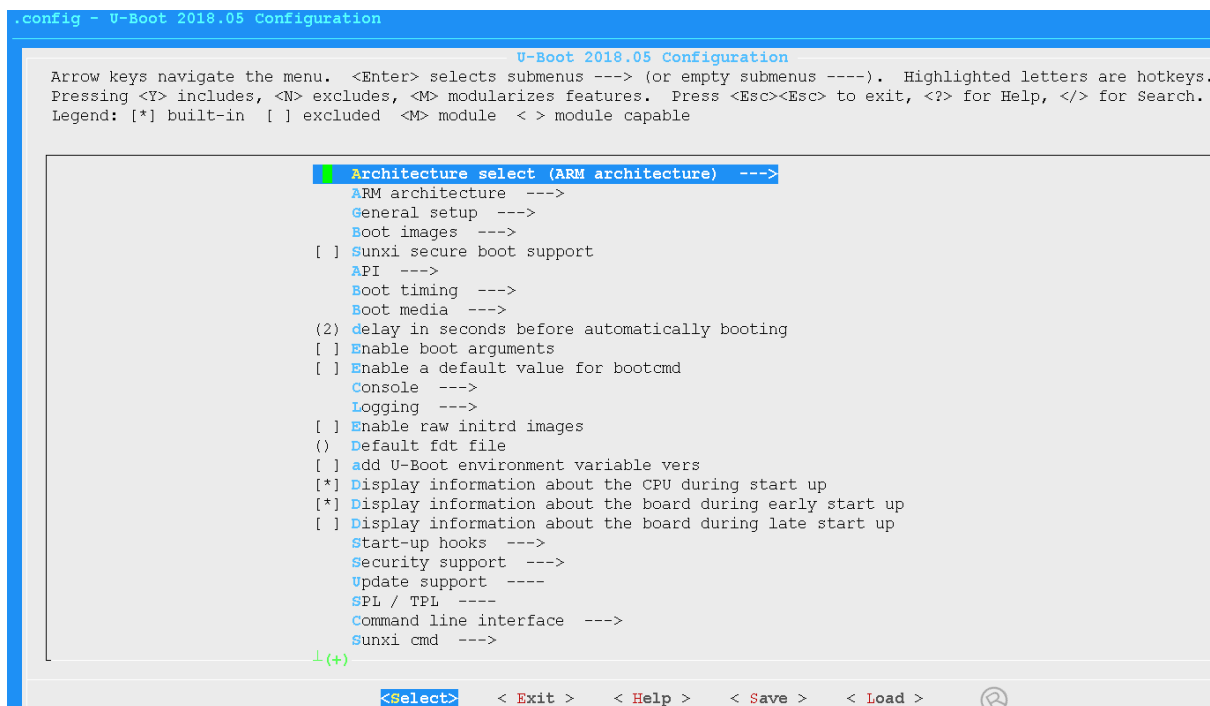 .config - U-Boot 2018.05 Configuration
U-Boot 2018.05 Configuration
Arrow keys navigate the menu.  <Enter> selects submenus ---> (or empty submenus ----).  Highlighted letters are hotkeys.
Pressing <Y> includes, <N> excludes, <M> modularizes features.  Press <Esc><Esc> to exit, <?> for Help, </> for Search.
Legend: [*] built-in  [ ] excluded  <M> module  < > module capable
Architecture select (ARM architecture)  --->
ARM architecture  --->
General setup  --->
Boot images  --->
[ ] Sunxi secure boot support
API  --->
Boot timing  --->
Boot media  --->
(2) delay in seconds before automatically booting
[ ] Enable boot arguments
[ ] Enable a default value for bootcmd
Console  --->
Logging  --->
[ ] Enable raw initrd images
()  Default fdt file
[ ] add U-Boot environment variable vers
[*] Display information about the CPU during start up
[*] Display information about the board during early start up
[ ] Display information about the board during late start up
Start-up hooks  --->
Security support  --->
Update support  ----
SPL / TPL  ----
Command line interface  --->
Sunxi cmd  --->
┴(+)
<Select>    < Exit >    < Help >    < Save >    < Load >